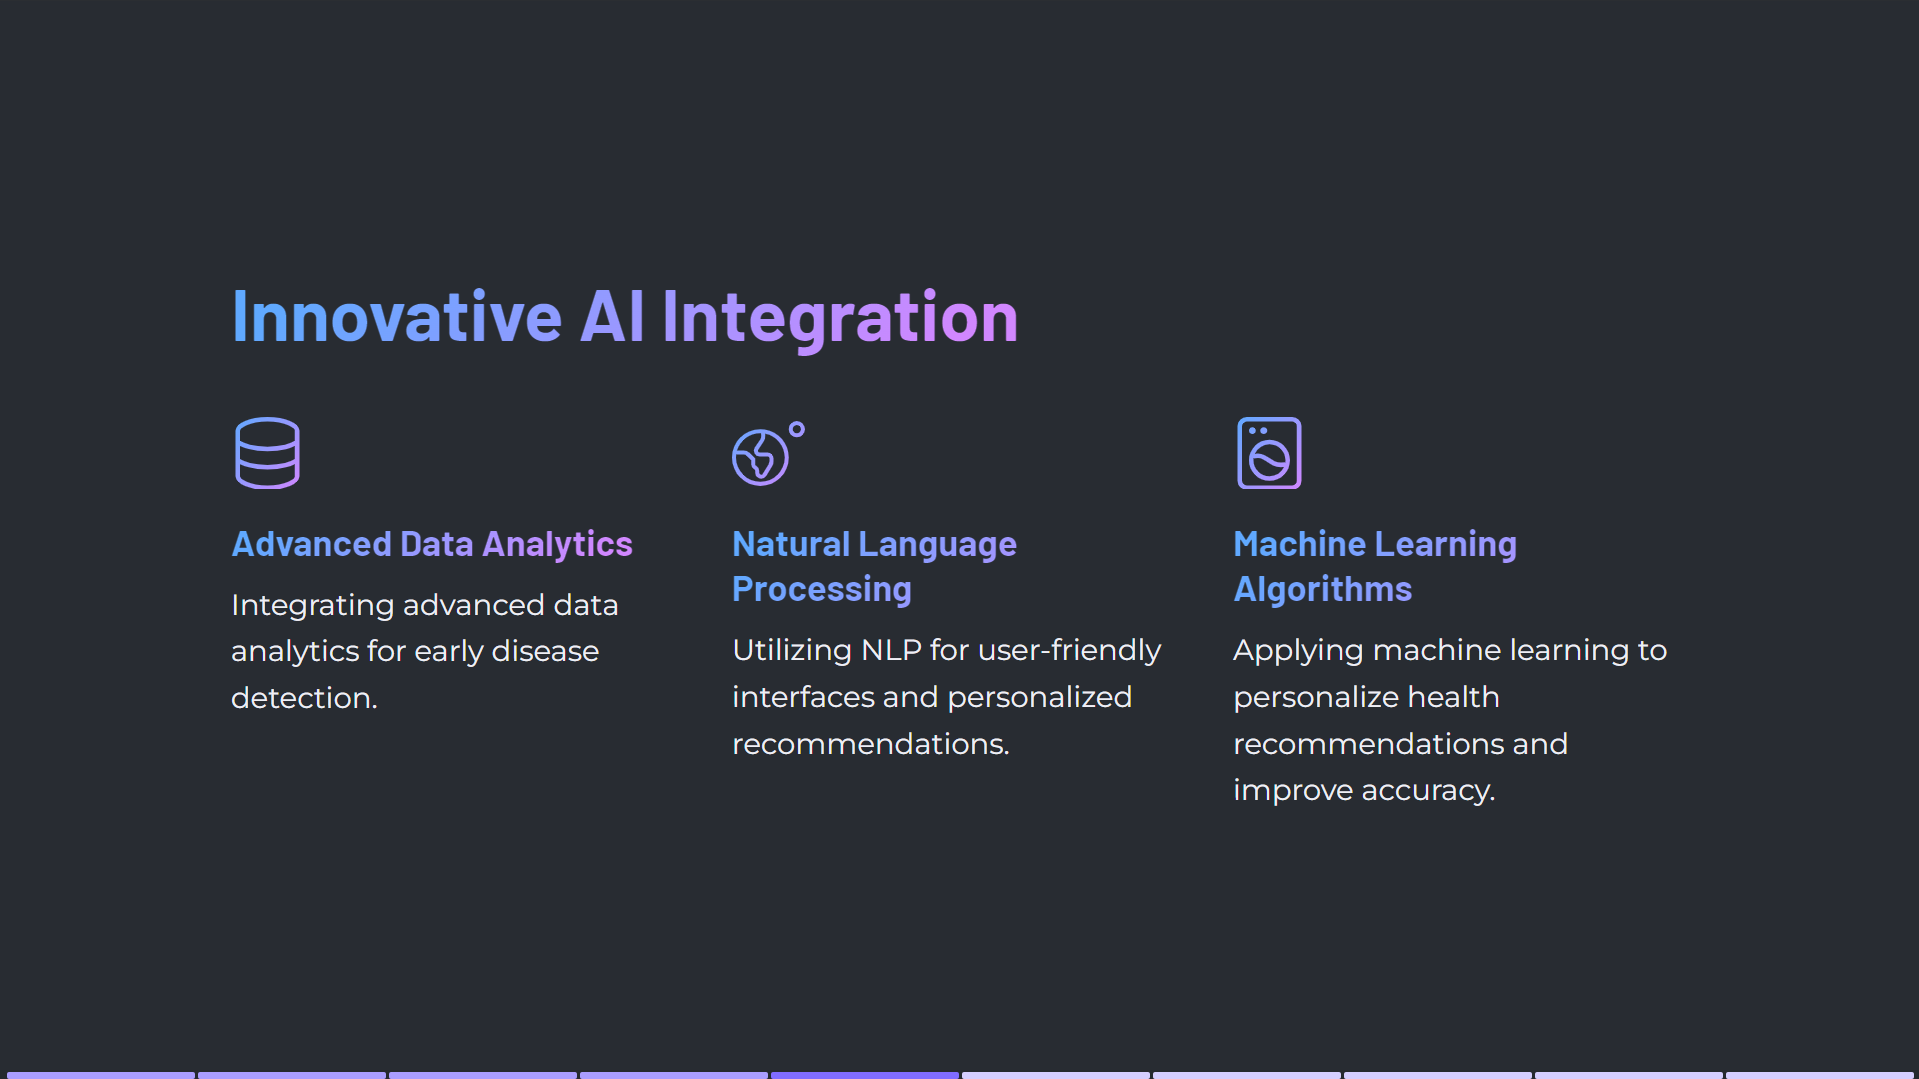 Innovative AI Integration
Advanced Data Analytics
Integrating advanced data
analytics for early disease
detection.
Natural Language
Processing
Utilizing NLP for user-friendly
interfaces and personalized
recommendations.
Machine Learning
Algorithms
Applying machine learning to
personalize health
recommendations and
improve accuracy.